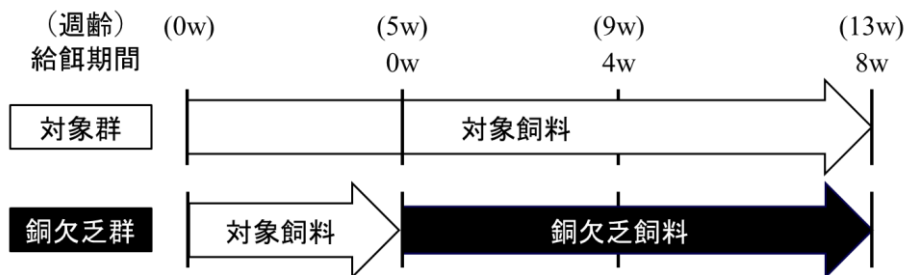 （週齢） (0w) (5w) (9w) (13w)
給餌期間 0w 4w 8w
対象群 対象飼料
銅欠乏群 対象飼料 銅欠乏飼料